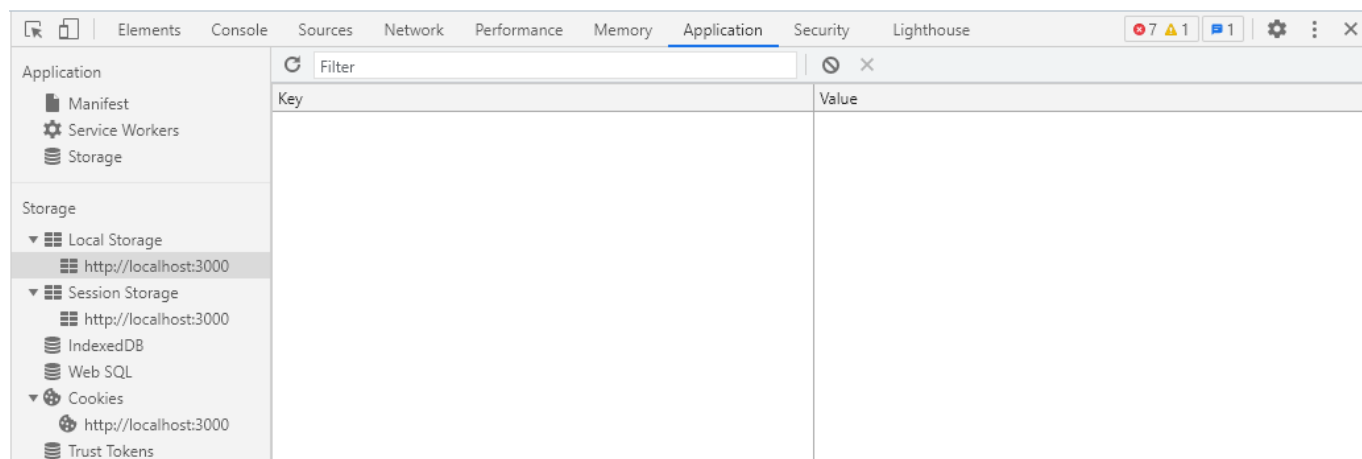 Elements Console Sources Network Performance Memory Application Security Lighthouse 7 1 1
Application
Manifest
Service Workers
Storage
Storage
Local Storage
http://localhost:3000
Session Storage
http://localhost:3000
IndexedDB
Web SQL
Cookies
http://localhost:3000
Trust Tokens
Filter
Key Value